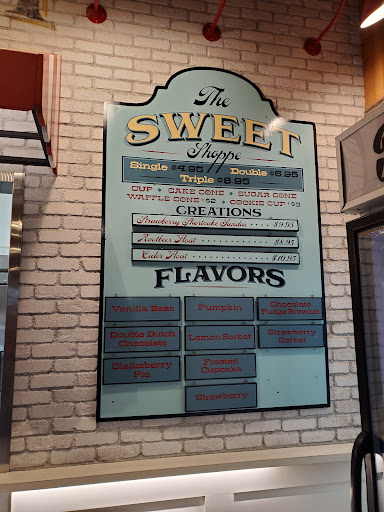 The
SWEET
Shoppe
Single $4.95 Double $6.95
Triple $8.95
CUP + CAKE CONE + SUGAR CONE
WAFFLE CONE + $2 + COOKIE CUP + $3
CREATIONS
Strawberry Shortcake Sundae $9.95
Rootbeer Float $8.95
Cider Float $10.95
FLAVORS
Vanilla Bean Pumpkin Chocolate Fudge Brownie
Double Dutch Chocolate Lemon Sorbet Strawberry Sorbet
Pie Frosted Cupcake
Strawberry